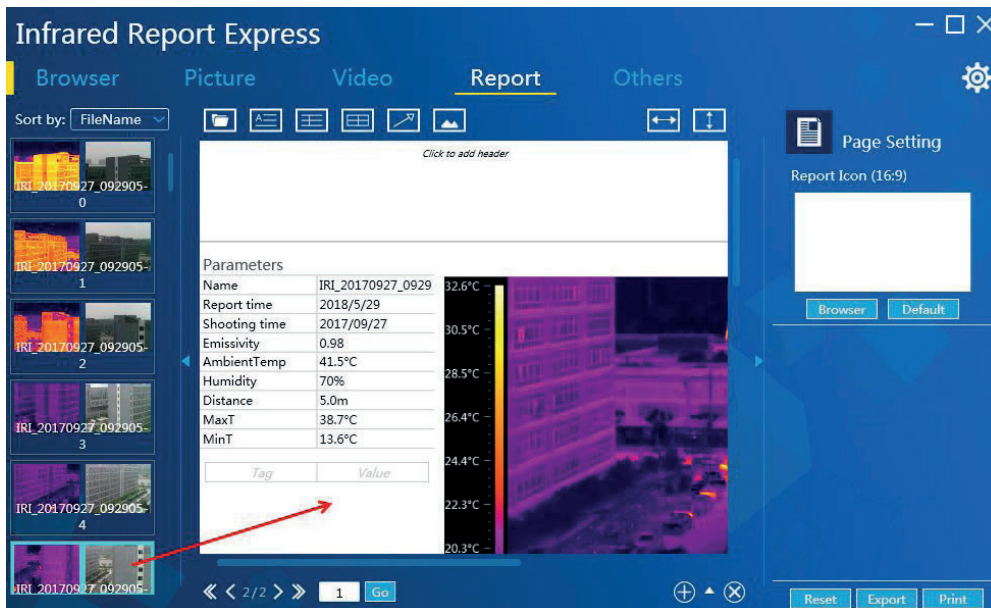 Infrared Report Express
Browser Picture Video Report Others
Sort by: FileName
IRI_20170927_092905-
0
IRI_20170927_092905-
1
IRI_20170927_092905-
2
IRI_20170927_092905-
3
IRI_20170927_092905-
4
IRI_20170927_092905-
Click to add header
Parameters
Name IRI_20170927_0929
Report time 2018/5/29
Shooting time 2017/09/27
Emissivity 0.98
AmbientTemp 41.5°C
Humidity 70%
Distance 5.0m
MaxT 38.7°C
MinT 13.6°C
Tag Value
32.6°C
30.5°C
28.5°C
26.4°C
24.4°C
22.3°C
20.3°C
2/2 1 Go
Page Setting
Report Icon (16:9)
Browser Default
Reset Export Print